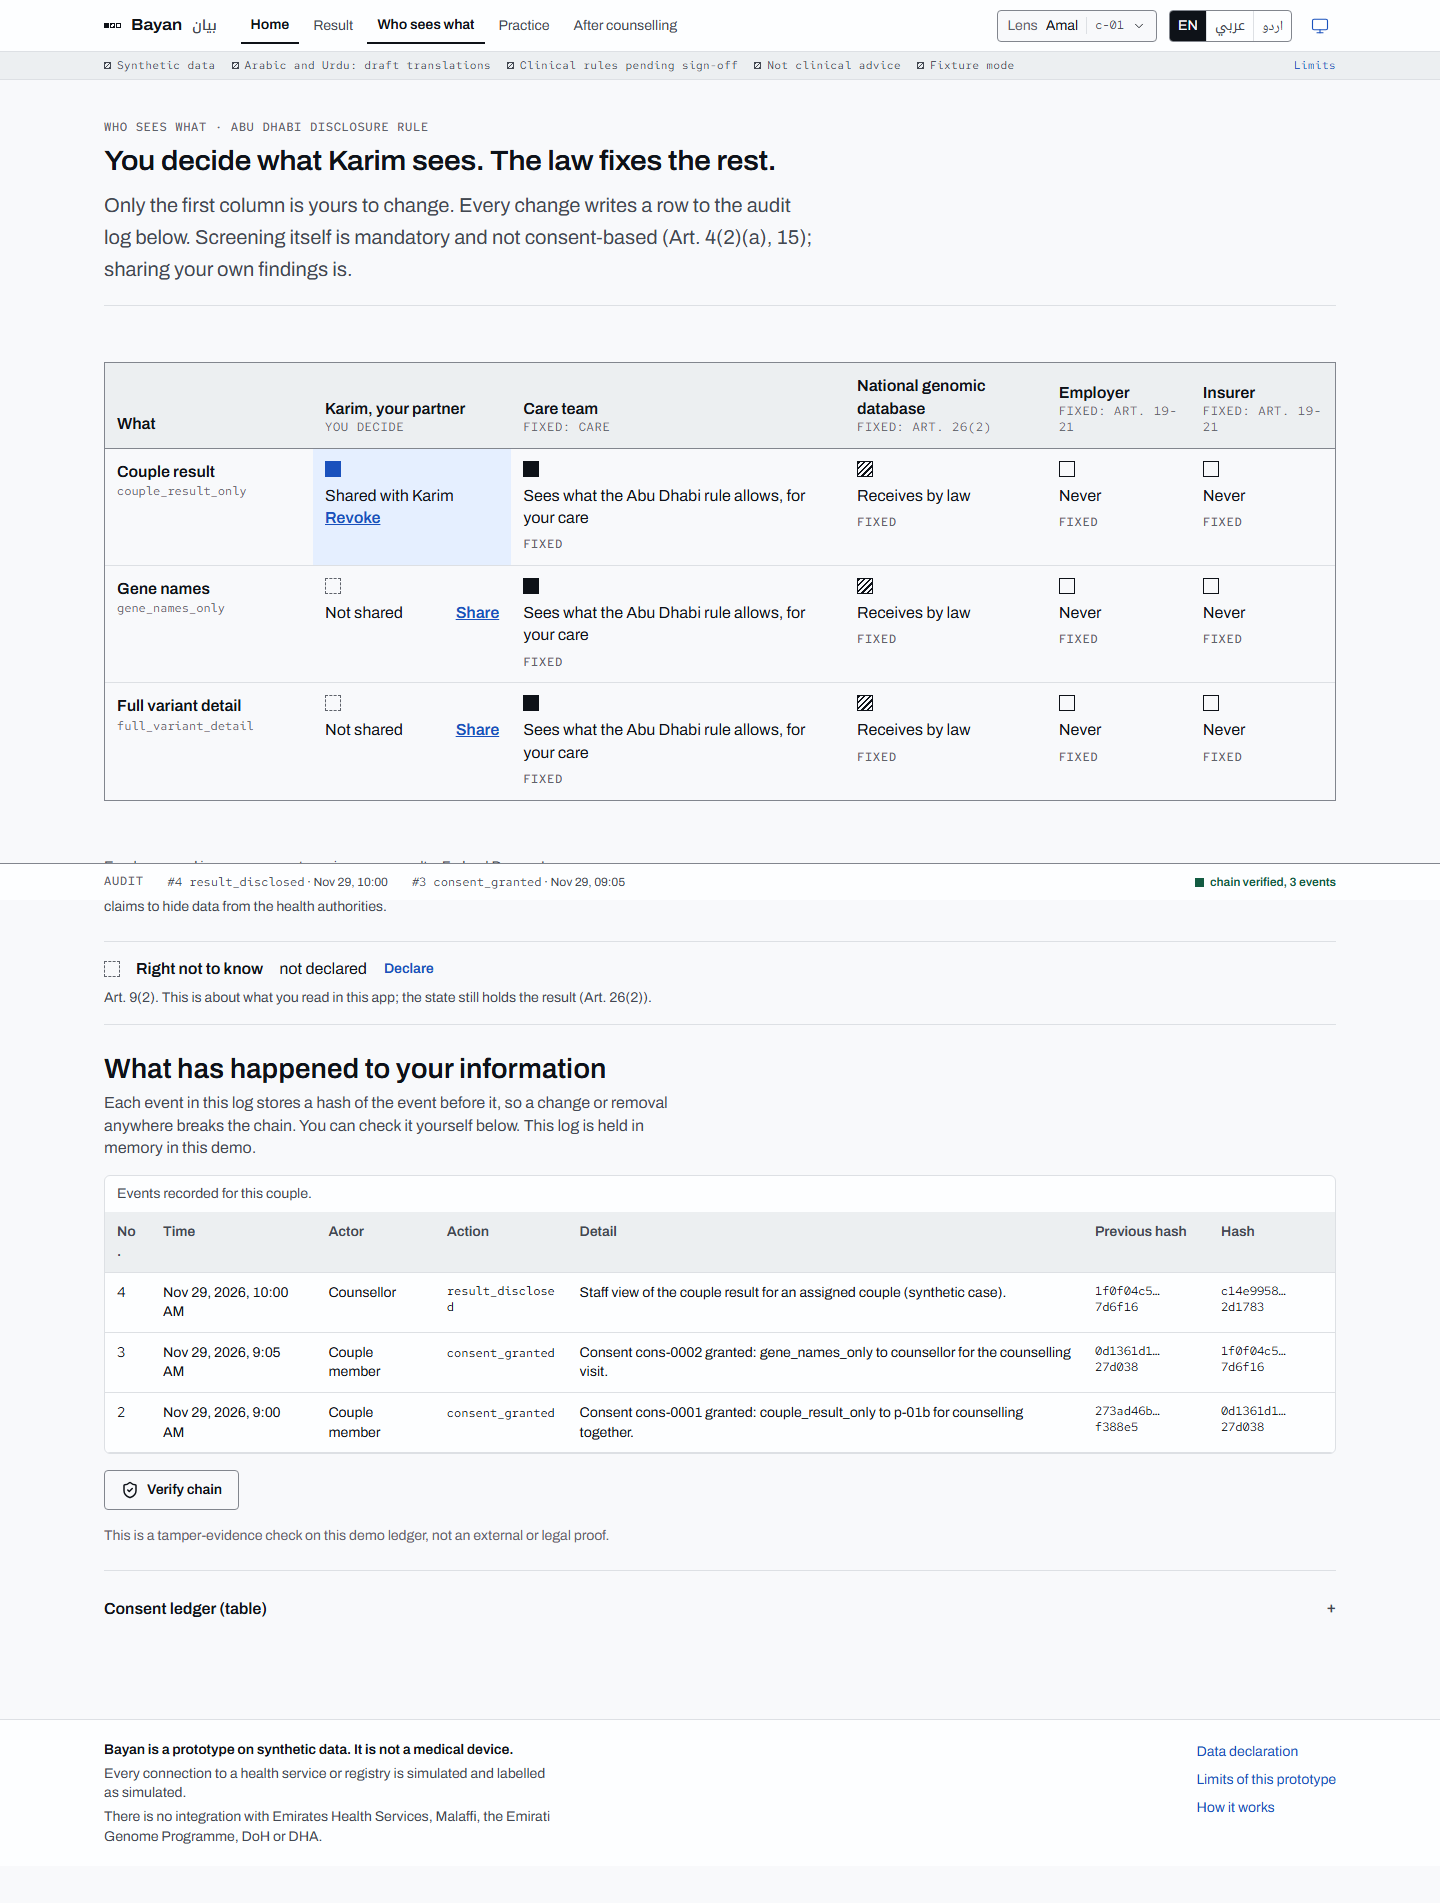 Bayan بيان
Home
Result
Who sees what
Practice
After counselling
Lens Amal c-01
EN
عربي
اردو
Synthetic data
Arabic and Urdu: draft translations
Clinical rules pending sign-off
Not clinical advice
Fixture mode
Limits
WHO SEES WHAT · ABU DHABI DISCLOSURE RULE
You decide what Karim sees. The law fixes the rest.
Only the first column is yours to change. Every change writes a row to the audit
log below. Screening itself is mandatory and not consent-based (Art. 4(2)(a), 15);
sharing your own findings is.
What
Karim, your partner
YOU DECIDE
Care team
FIXED: CARE
National genomic
database
FIXED: ART. 26(2)
Employer
FIXED: ART. 19-
21
Insurer
FIXED: ART. 19-
21
Couple result
couple_result_only
Shared with Karim
Revoke
Sees what the Abu Dhabi rule allows, for
your care
FIXED
Receives by law
FIXED
Never
FIXED
Never
FIXED
Gene names
gene_names_only
Not shared
Share
Sees what the Abu Dhabi rule allows, for
your care
FIXED
Receives by law
FIXED
Never
FIXED
Never
FIXED
Full variant detail
full_variant_detail
Not shared
Share
Sees what the Abu Dhabi rule allows, for
your care
FIXED
Receives by law
FIXED
Never
FIXED
Never
FIXED
AUDIT
#4 result_disclosed · Nov 29, 10:00
#3 consent_granted · Nov 29, 09:05
chain verified, 3 events
claims to hide data from the health authorities.
Right not to know
not declared
Declare
Art. 9(2). This is about what you read in this app; the state still holds the result (Art. 26(2)).
What has happened to your information
Each event in this log stores a hash of the event before it, so a change or removal
anywhere breaks the chain. You can check it yourself below. This log is held in
memory in this demo.
Events recorded for this couple.
No
.
Time
Actor
Action
Detail
Previous hash
Hash
4
Nov 29, 2026, 10:00
AM
Counsellor
result_disclose
d
Staff view of the couple result for an assigned couple (synthetic case).
1f0f04c5…
7d6f16
c14e9958…
2d1783
3
Nov 29, 2026, 9:05
AM
Couple
member
consent_granted
Consent cons-0002 granted: gene_names_only to counsellor for the counselling
visit.
0d1361d1…
27d038
1f0f04c5…
7d6f16
2
Nov 29, 2026, 9:00
AM
Couple
member
consent_granted
Consent cons-0001 granted: couple_result_only to p-01b for counselling
together.
273ad46b…
f388e5
0d1361d1…
27d038
Verify chain
This is a tamper-evidence check on this demo ledger, not an external or legal proof.
Consent ledger (table)
+
Bayan is a prototype on synthetic data. It is not a medical device.
Every connection to a health service or registry is simulated and labelled
as simulated.
There is no integration with Emirates Health Services, Malaffi, the Emirati
Genome Programme, DoH or DHA.
Data declaration
Limits of this prototype
How it works